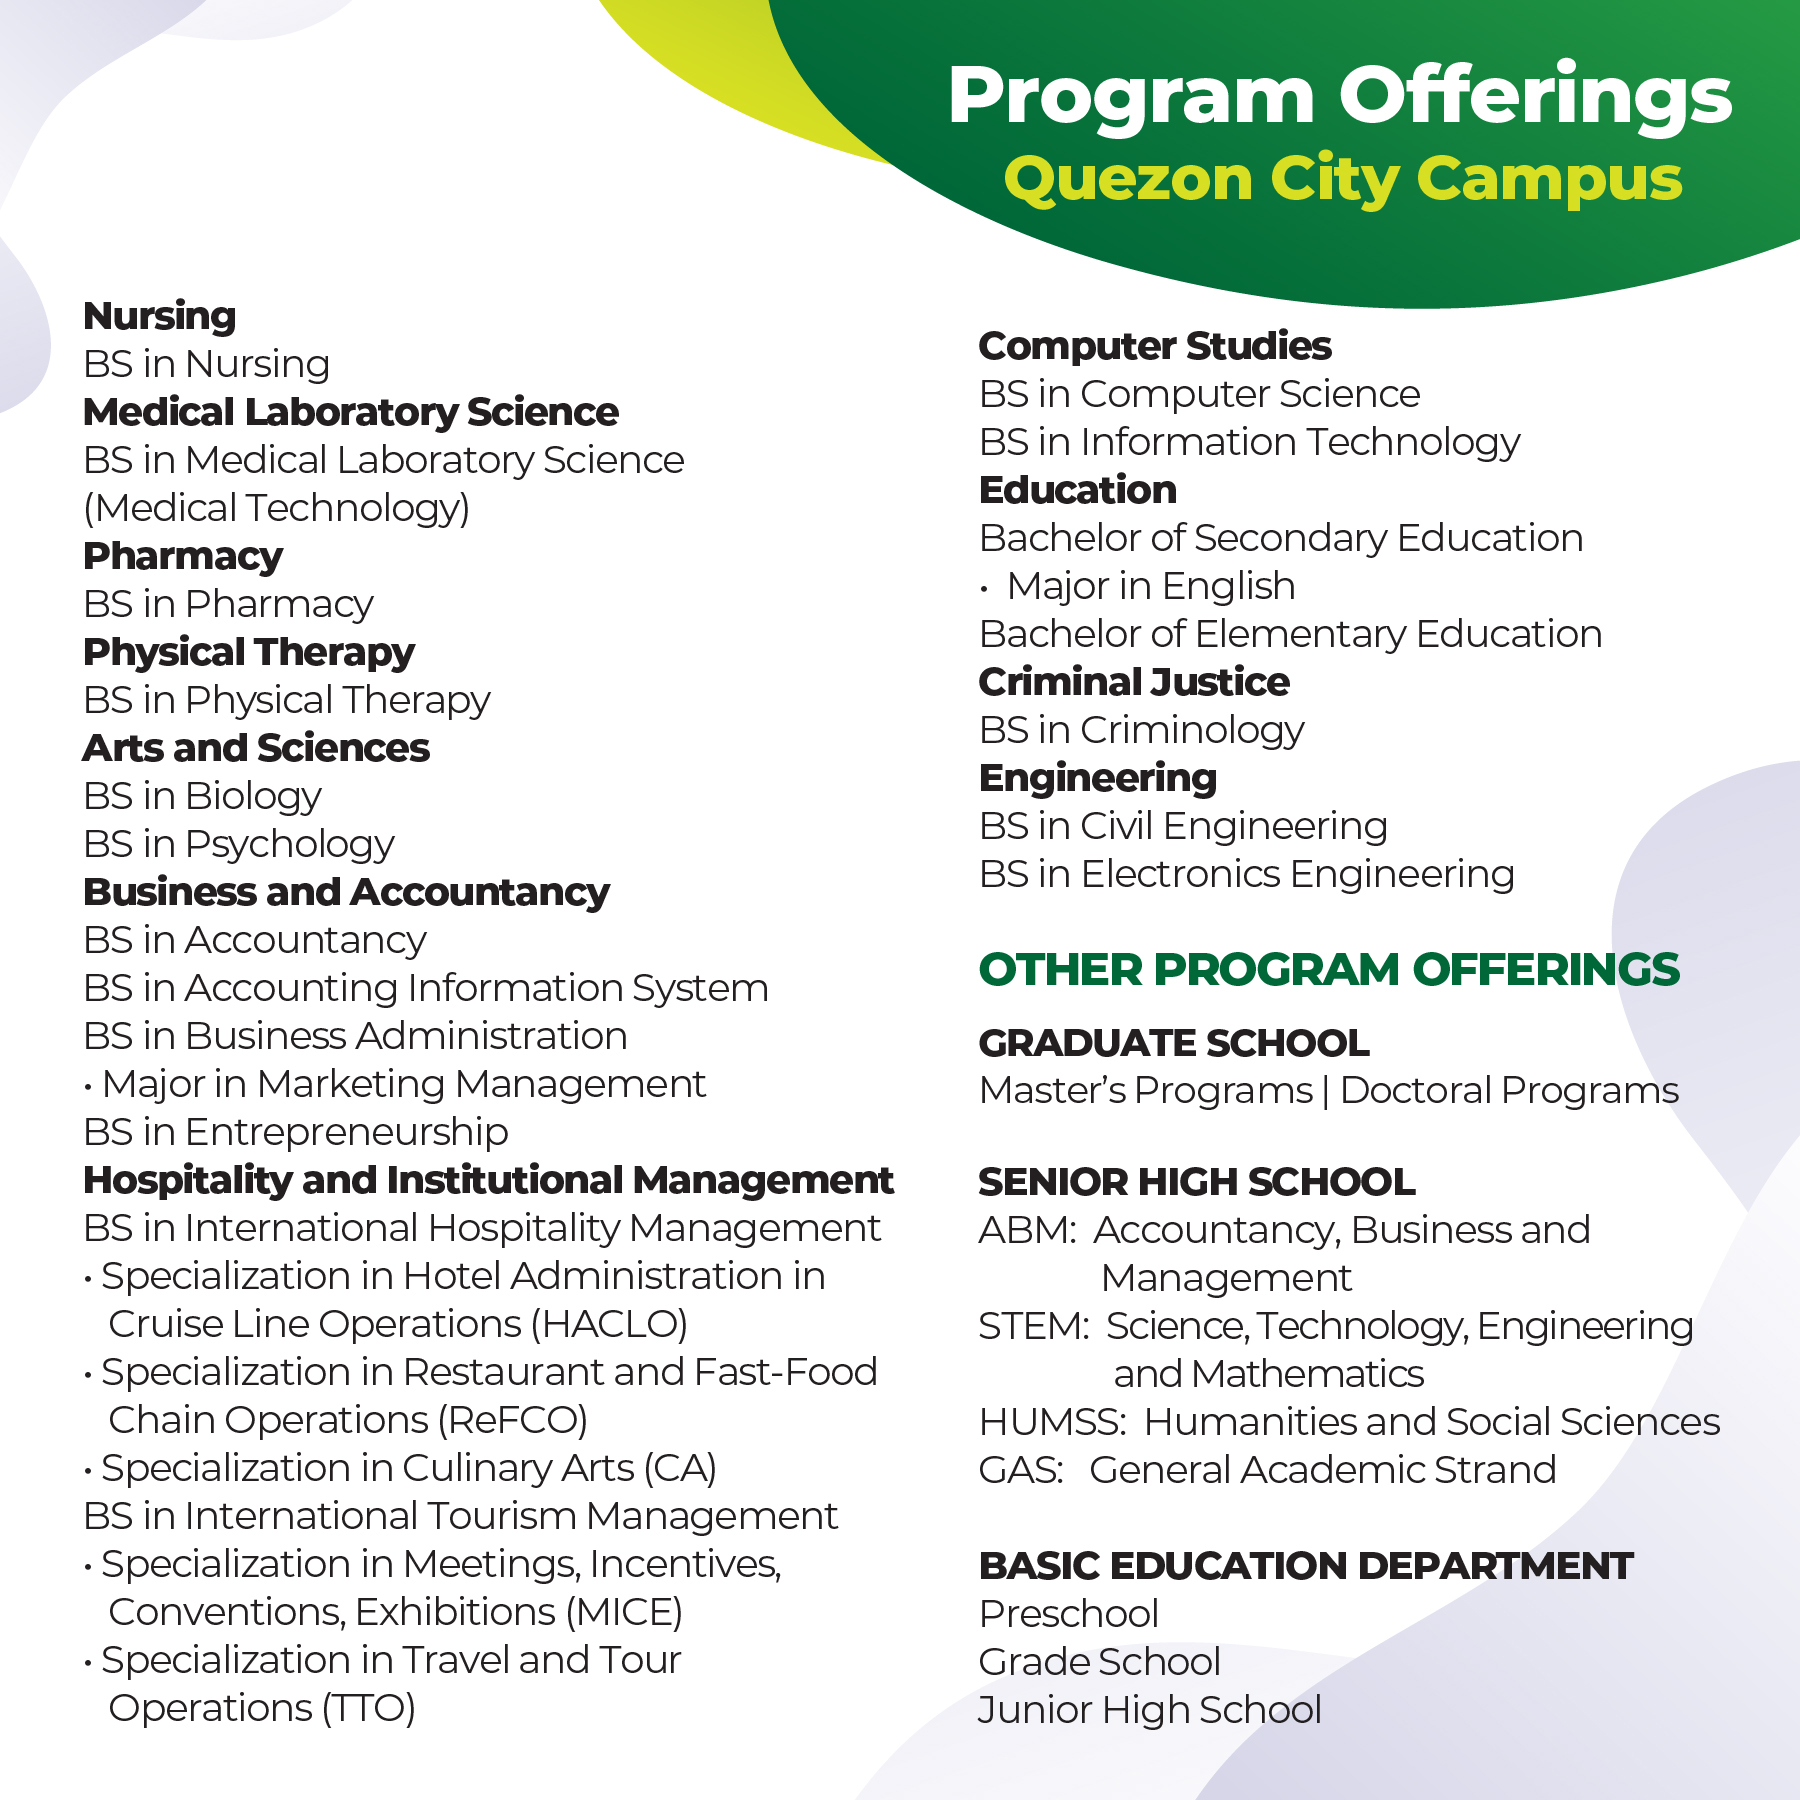 Program Offerings
Quezon City Campus
Nursing
BS in Nursing
Medical Laboratory Science
BS in Medical Laboratory Science
(Medical Technology)
Pharmacy
BS in Pharmacy
Physical Therapy
BS in Physical Therapy
Arts and Sciences
BS in Biology
BS in Psychology
Business and Accountancy
BS in Accountancy
BS in Accounting Information System
BS in Business Administration
• Major in Marketing Management
BS in Entrepreneurship
Hospitality and Institutional Management
BS in International Hospitality Management
• Specialization in Hotel Administration in
Cruise Line Operations (HACLO)
• Specialization in Restaurant and Fast-Food
Chain Operations (ReFCO)
• Specialization in Culinary Arts (CA)
BS in International Tourism Management
• Specialization in Meetings, Incentives,
Conventions, Exhibitions (MICE)
• Specialization in Travel and Tour
Operations (TTO)
Computer Studies
BS in Computer Science
BS in Information Technology
Education
Bachelor of Secondary Education
• Major in English
Bachelor of Elementary Education
Criminal Justice
BS in Criminology
Engineering
BS in Civil Engineering
BS in Electronics Engineering
OTHER PROGRAM OFFERINGS
GRADUATE SCHOOL
Master’s Programs | Doctoral Programs
SENIOR HIGH SCHOOL
ABM: Accountancy, Business and
Management
STEM: Science, Technology, Engineering
and Mathematics
HUMSS: Humanities and Social Sciences
GAS: General Academic Strand
BASIC EDUCATION DEPARTMENT
Preschool
Grade School
Junior High School